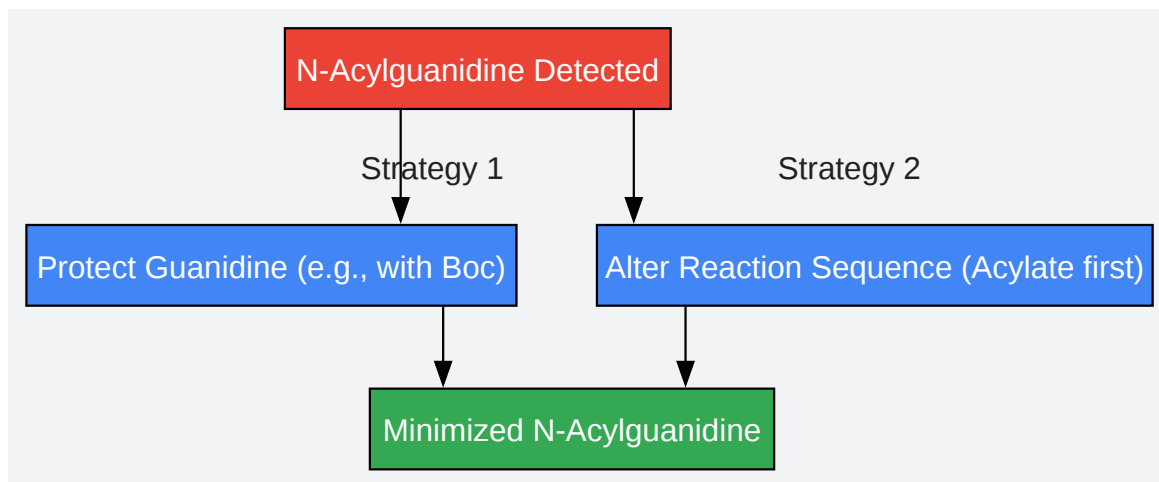 N-Acylguanidine Detected
Strategy 1
Strategy 2
Protect Guanidine (e.g., with Boc)
Alter Reaction Sequence (Acylate first)
Minimized N-Acylguanidine